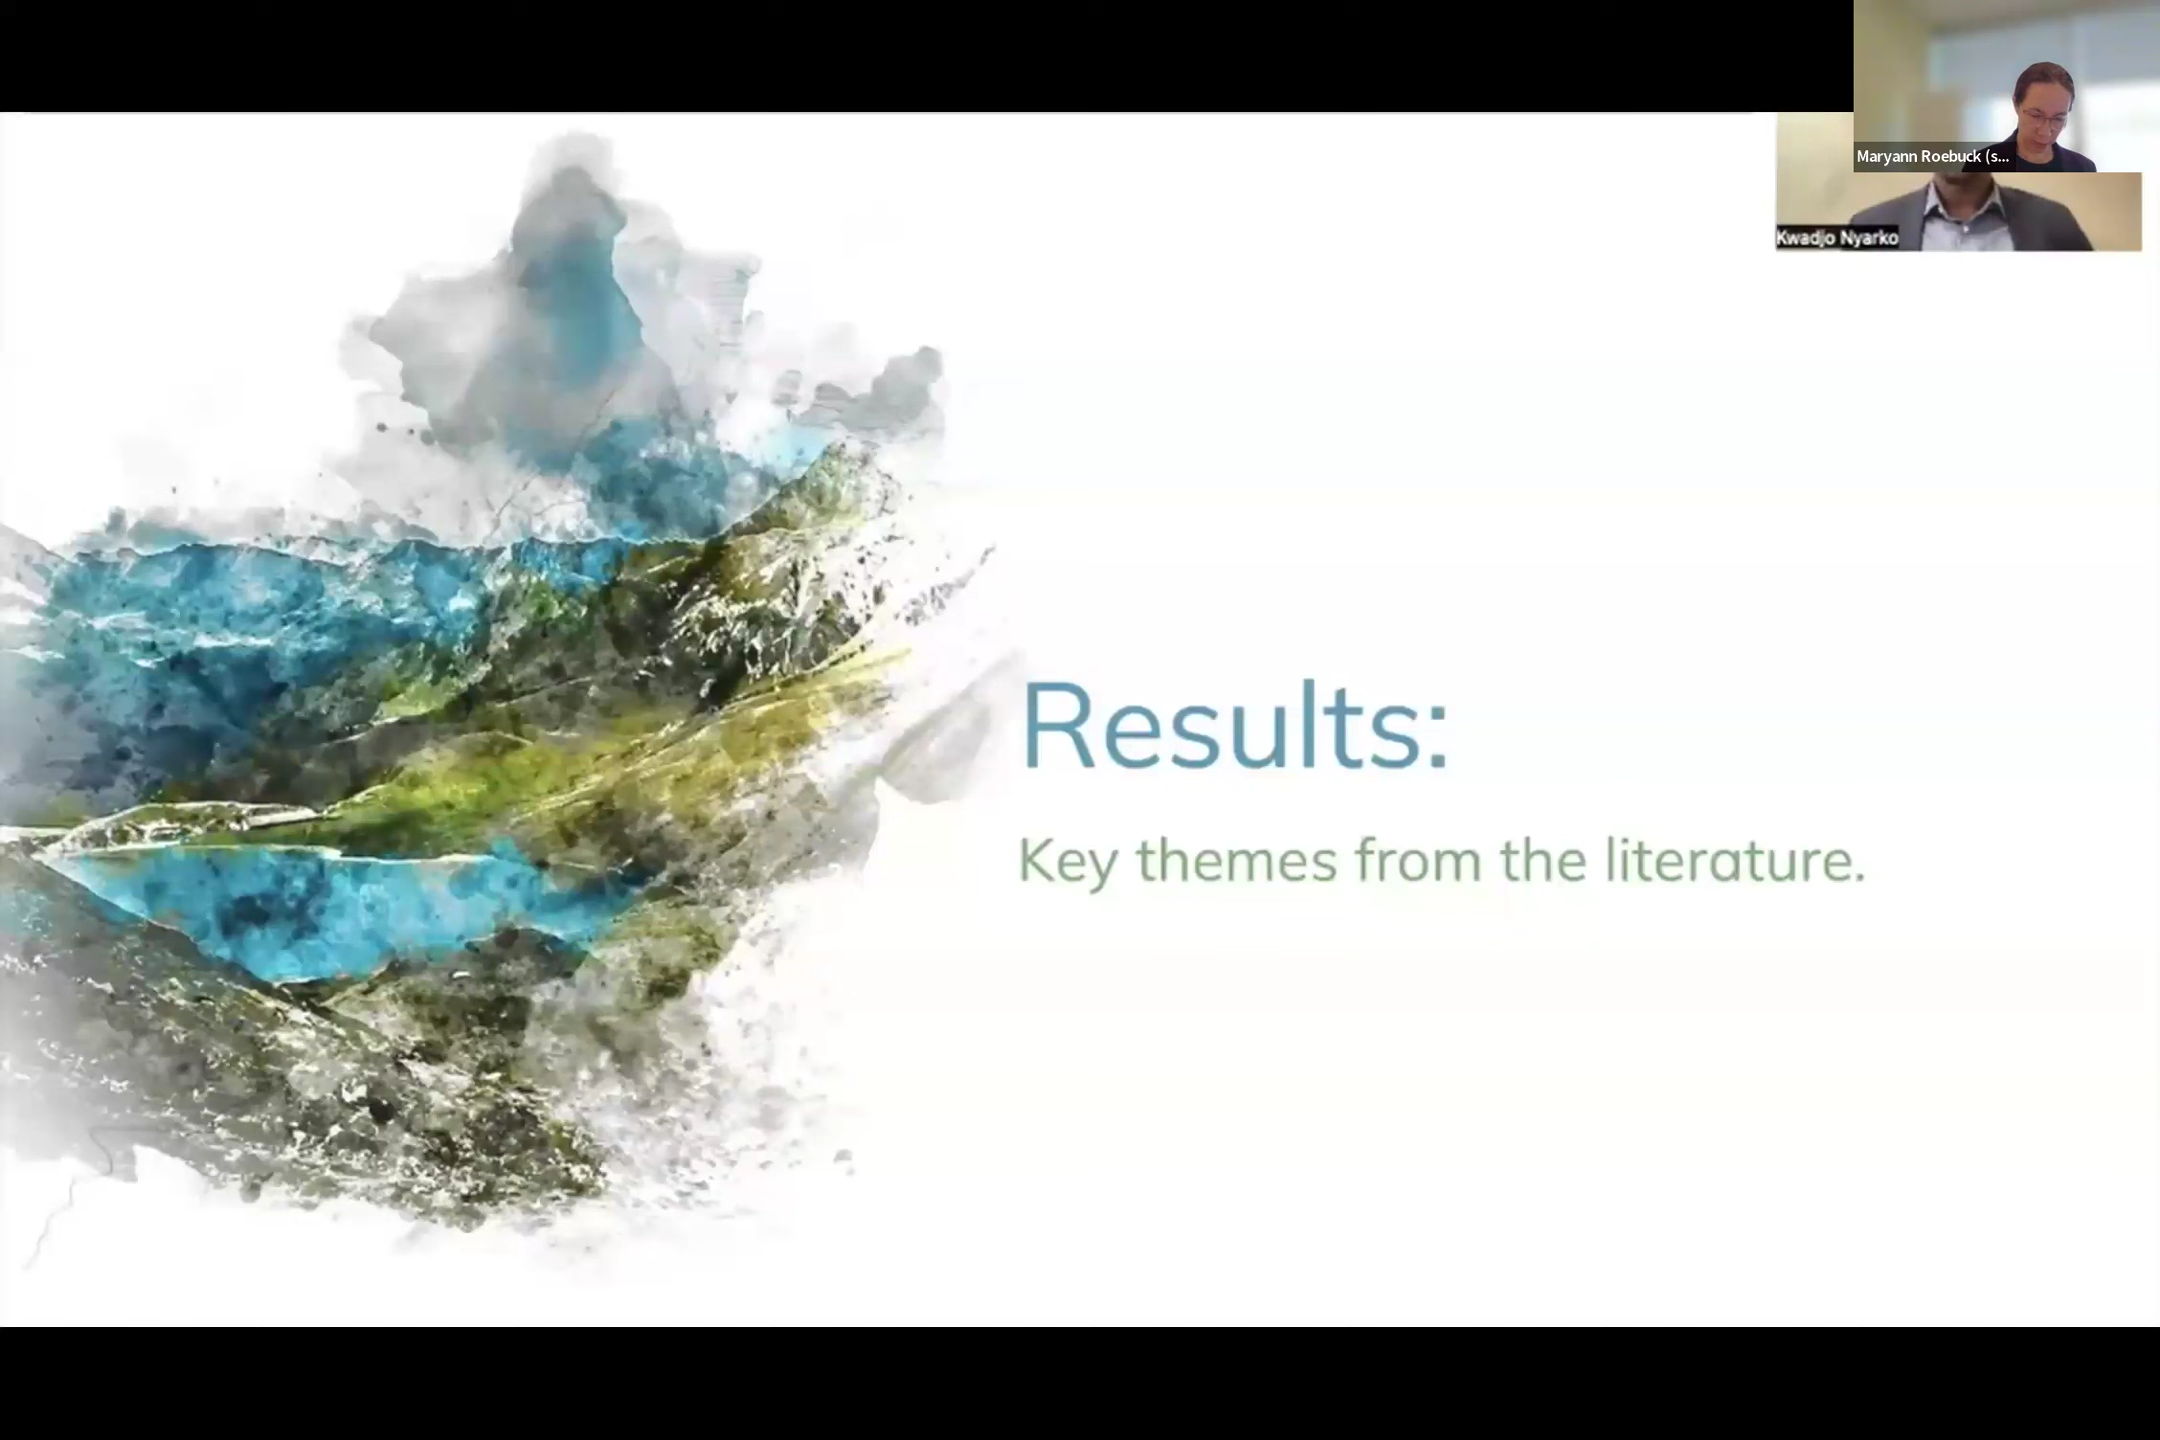 Maryann Roebuck (s...
Kwadjo Nyarko
Results:
Key themes from the literature.